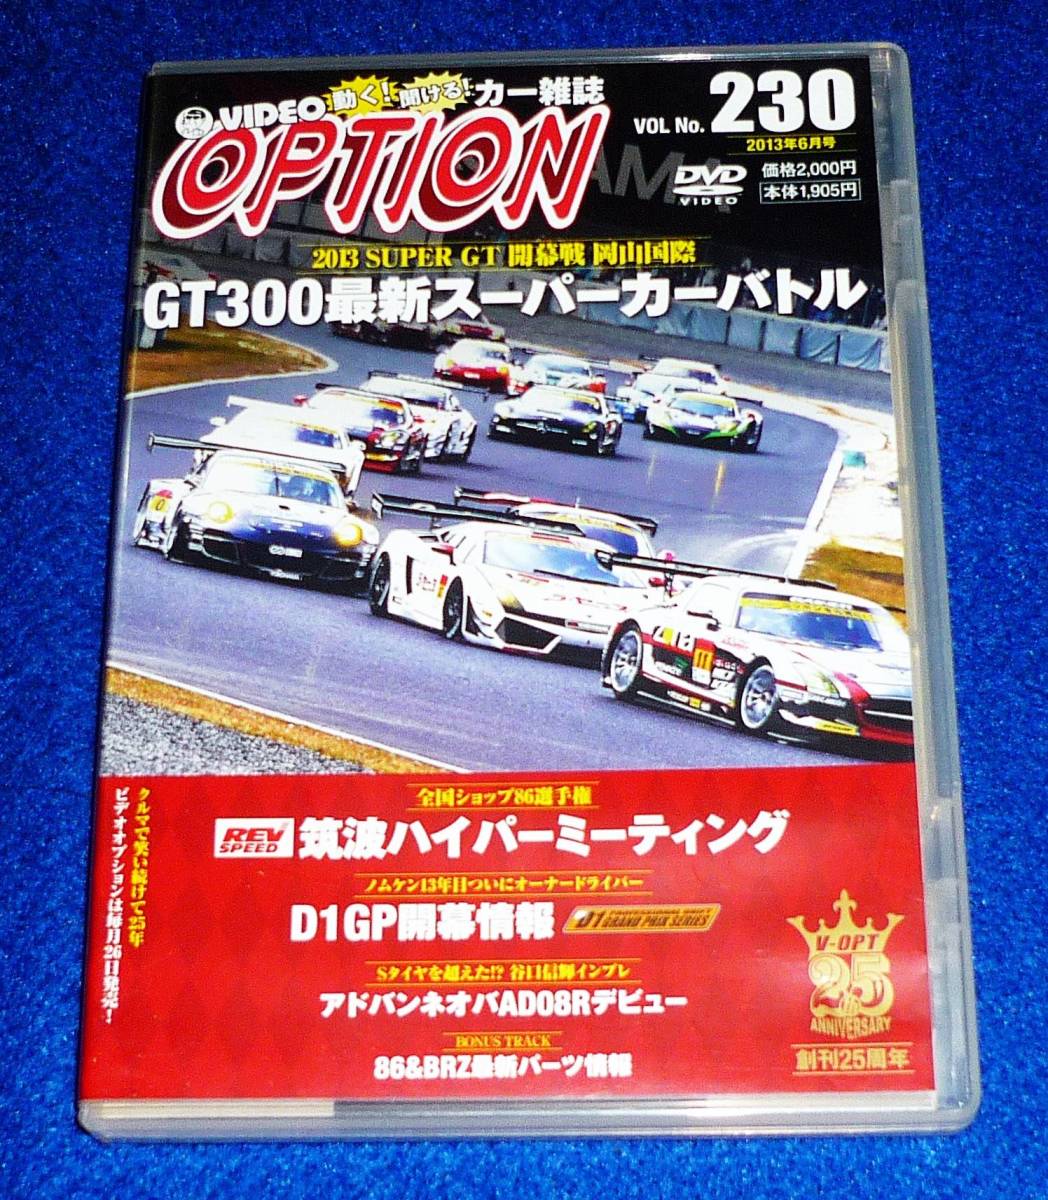 VIDEO 動く!聞ける!カー雑誌
OPTION
VOL No. 230
2013年6月号
DVD
VIDEO
価格2,000円
本体1,905円
2013 SUPER GT 開幕戦 岡山国際
GT300最新スーパーカーバトル
11
全国ショップ86選手権
REV SPEED 筑波ハイパーミーティング
ノムケン13年目ついにオーナードライバー
D1GP開幕情報
D1 PROFESSIONAL DRIFT
GRAND PRIX SERIES
Sタイヤを超えた!? 谷口信輝インプレ
アドバンネオバAD08Rデビュー
BONUS TRACK
86&BRZ最新パーツ情報
クルマで笑い続けて25年
ビデオオプションは毎月26日発売!
V-OPT
25th
ANNIVERSARY
創刊25周年